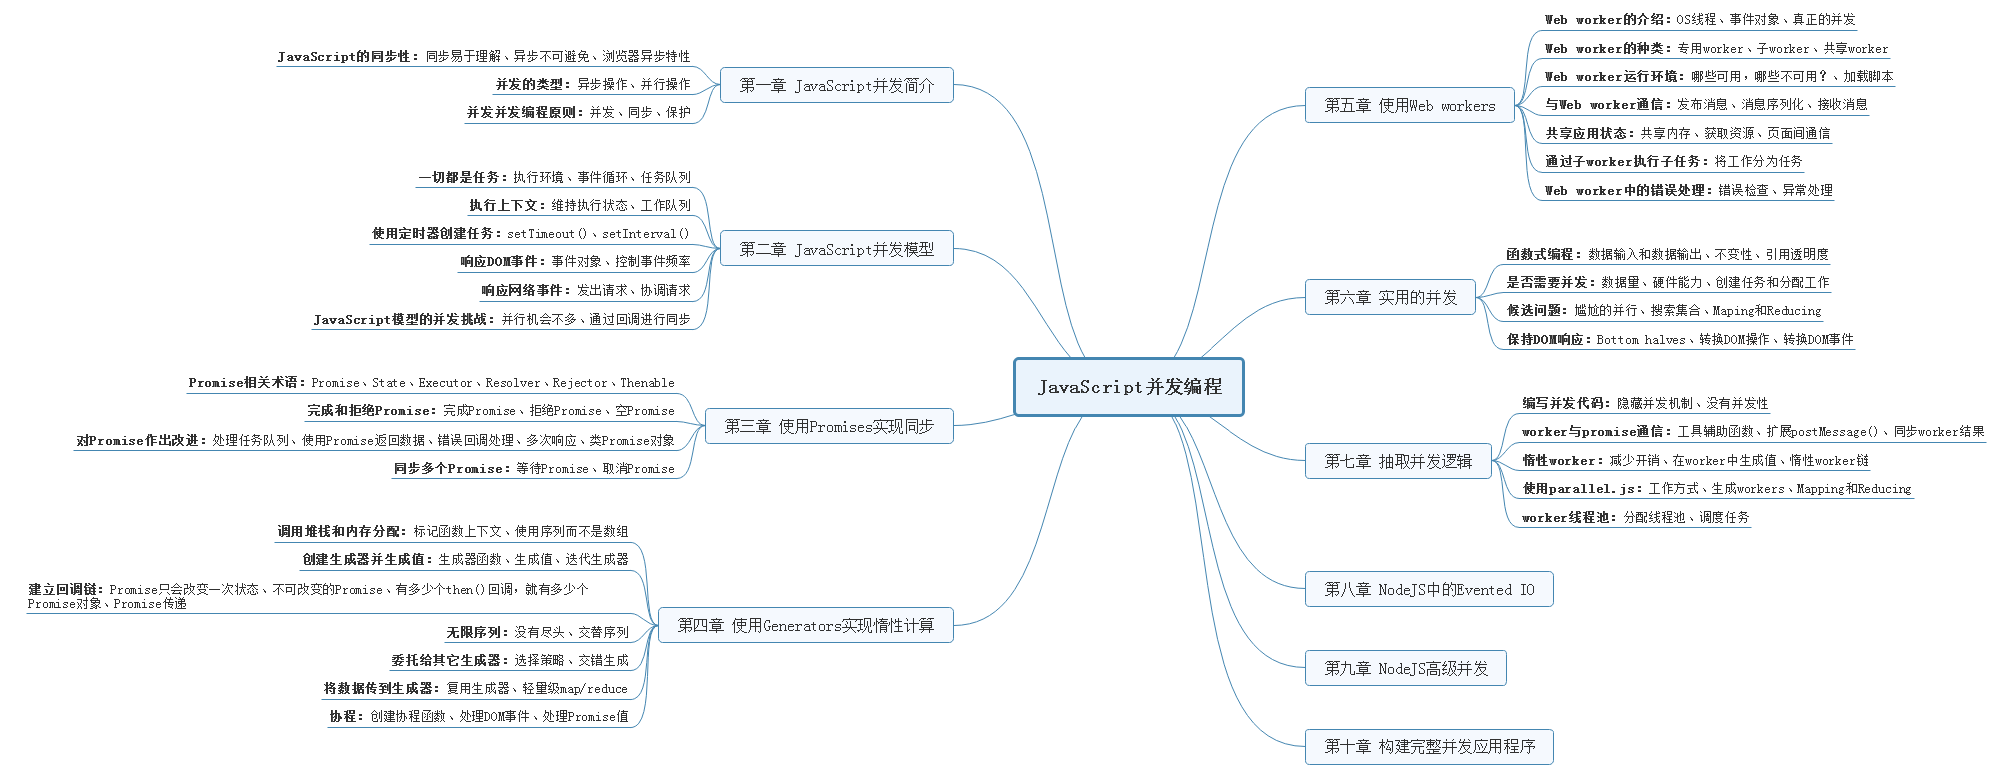 JavaScript并发编程
第一章 JavaScript并发简介
JavaScript的同步性：同步易于理解、异步不可避免、浏览器异步特性
并发的类型：异步操作、并行操作
并发并发编程原则：并发、同步、保护
第二章 JavaScript并发模型
一切都是任务：执行环境、事件循环、任务队列
执行上下文：维持执行状态、工作队列
使用定时器创建任务：setTimeout()、setInterval()
响应DOM事件：事件对象、控制事件频率
响应网络事件：发出请求、协调请求
JavaScript模型的并发挑战：并行机会不多、通过回调进行同步
第三章 使用Promises实现同步
Promise相关术语：Promise、State、Executor、Resolver、Rejector、Thenable
完成和拒绝Promise：完成Promise、拒绝Promise、空Promise
对Promise作出改进：处理任务队列、使用Promise返回数据、错误回调处理、多次响应、类Promise对象
同步多个Promise：等待Promise、取消Promise
第四章 使用Generators实现惰性计算
调用堆栈和内存分配：标记函数上下文、使用序列而不是数组
创建生成器并生成值：生成器函数、生成值、迭代生成器
建立回调链：Promise只会改变一次状态、不可改变的Promise、有多少个then()回调，就有多少个
Promise对象、Promise传递
无限序列：没有尽头、交替序列
委托给其它生成器：选择策略、交错生成
将数据传到生成器：复用生成器、轻量级map/reduce
协程：创建协程函数、处理DOM事件、处理Promise值
第五章 使用Web workers
Web worker的介绍：OS线程、事件对象、真正的并发
Web worker的种类：专用worker、子worker、共享worker
Web worker运行环境：哪些可用，哪些不可用？、加载脚本
与Web worker通信：发布消息、消息序列化、接收消息
共享应用状态：共享内存、获取资源、页面间通信
通过子worker执行子任务：将工作分为任务
Web worker中的错误处理：错误检查、异常处理
第六章 实用的并发
函数式编程：数据输入和数据输出、不变性、引用透明度
是否需要并发：数据量、硬件能力、创建任务和分配工作
候选问题：尴尬的并行、搜索集合、Maping和Reducing
保持DOM响应：Bottom halves、转换DOM操作、转换DOM事件
第七章 抽取并发逻辑
编写并发代码：隐藏并发机制、没有并发性
worker与promise通信：工具辅助函数、扩展postMessage()、同步worker结果
惰性worker：减少开销、在worker中生成值、惰性worker链
使用parallel.js：工作方式、生成workers、Mapping和Reducing
worker线程池：分配线程池、调度任务
第八章 NodeJS中的Evented IO
第九章 NodeJS高级并发
第十章 构建完整并发应用程序